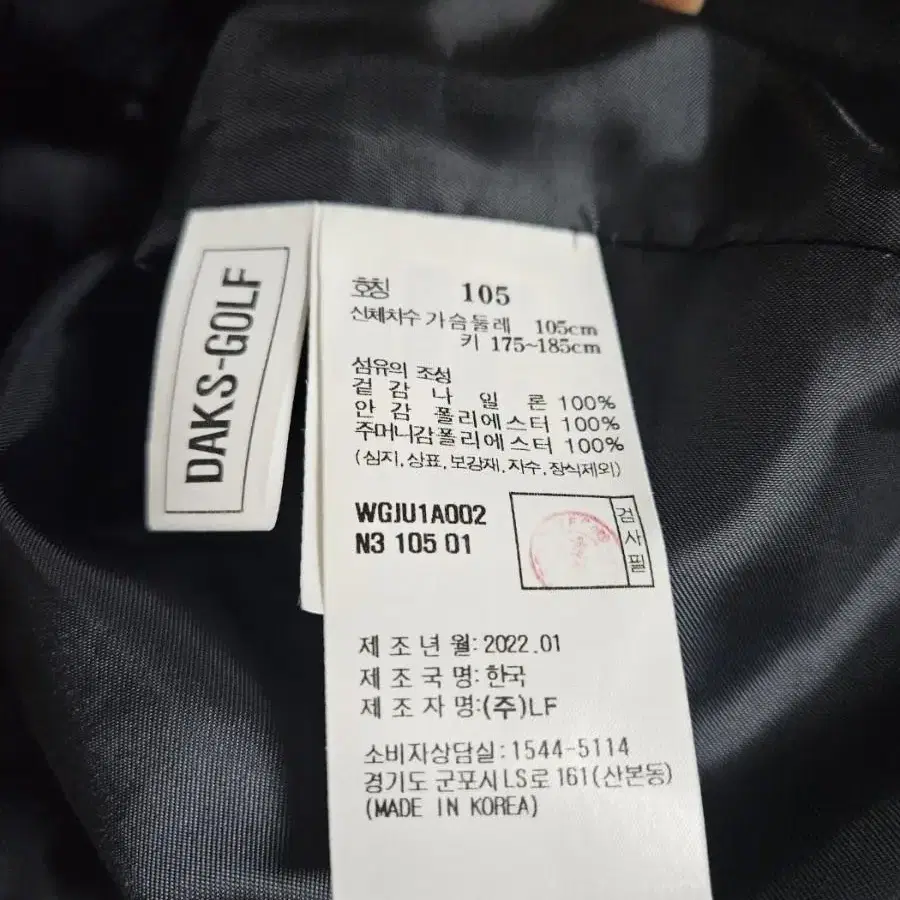 DAKS-GOLF
호칭 105
신체치수 가슴둘레 105cm
키 175~185cm
섬유의 조성
겉감 나일론 100%
안감 폴리에스터 100%
주머니감폴리에스터 100%
(심지,상표,보강재,자수,장식제외)
WGJU1A002
N3 105 01
검사필
제조년월:2022.01
제조국명:한국
제조자명:(주)LF
소비자상담실:1544-5114
경기도 군포시LS로161(산본동)
(MADE IN KOREA)